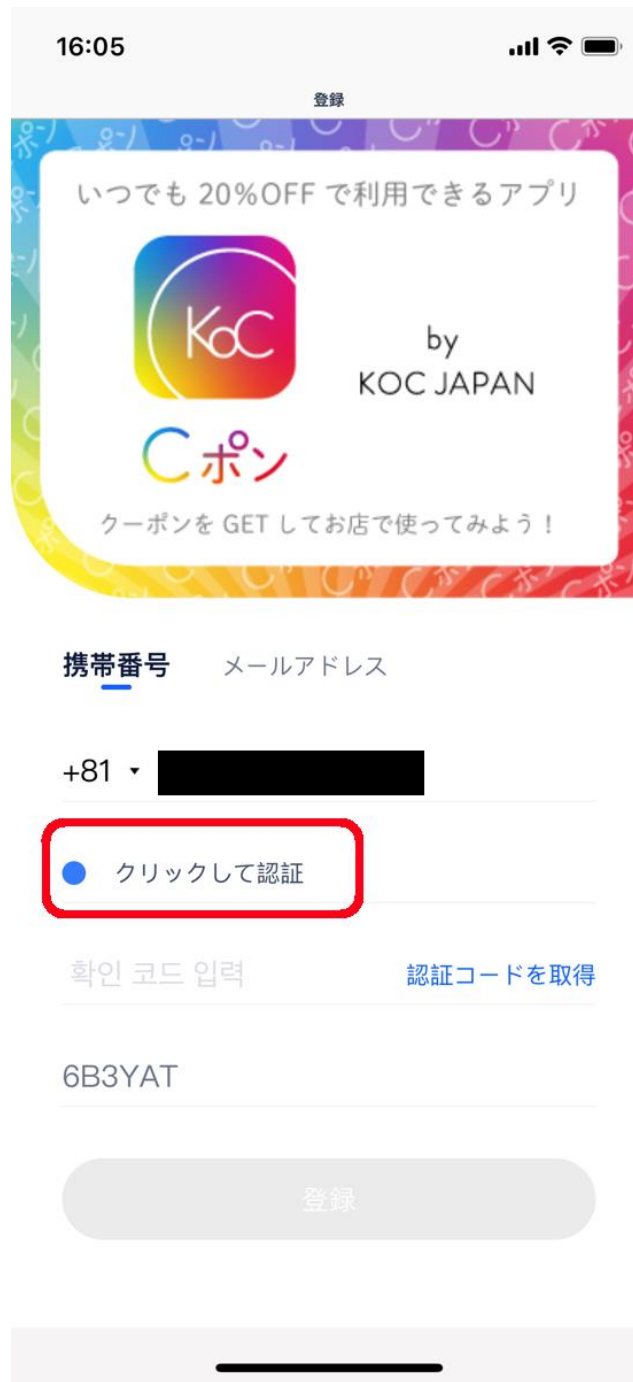 16:05
登録
いつでも 20%OFF で利用できるアプリ
KoC
by
KOC JAPAN
Cポン
クーポンを GET してお店で使ってみよう！
携帯番号 メールアドレス
+81
クリックして認証
확인 코드 입력 認証コードを取得
6B3YAT
登録